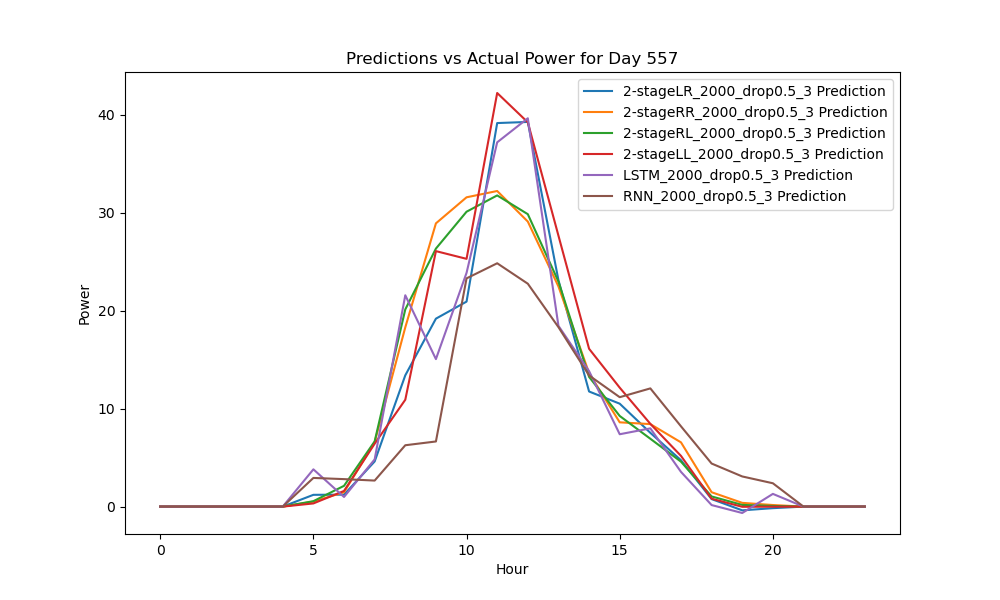 Predictions vs Actual Power for Day 557
2-stageLR_2000_drop0.5_3 Prediction
2-stageRR_2000_drop0.5_3 Prediction
2-stageRL_2000_drop0.5_3 Prediction
2-stageLL_2000_drop0.5_3 Prediction
LSTM_2000_drop0.5_3 Prediction
RNN_2000_drop0.5_3 Prediction
Power
40
30
20
10
0
0 5 10 15 20
Hour